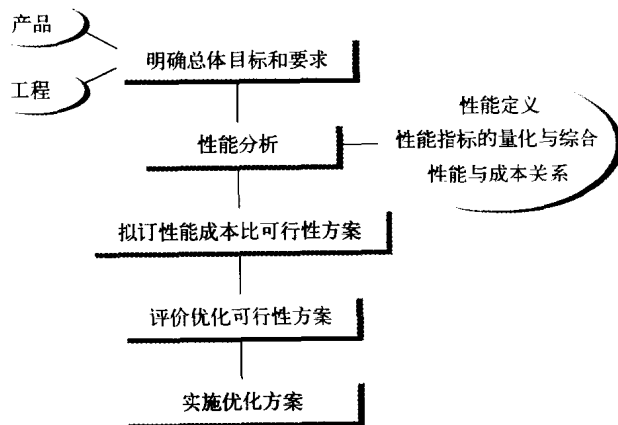 产品
明确总体目标和要求
工程
性能定义
性能分析
性能指标的量化与综合
性能与成本关系
拟订性能成本比可行性方案
评价优化可行性方案
实施优化方案